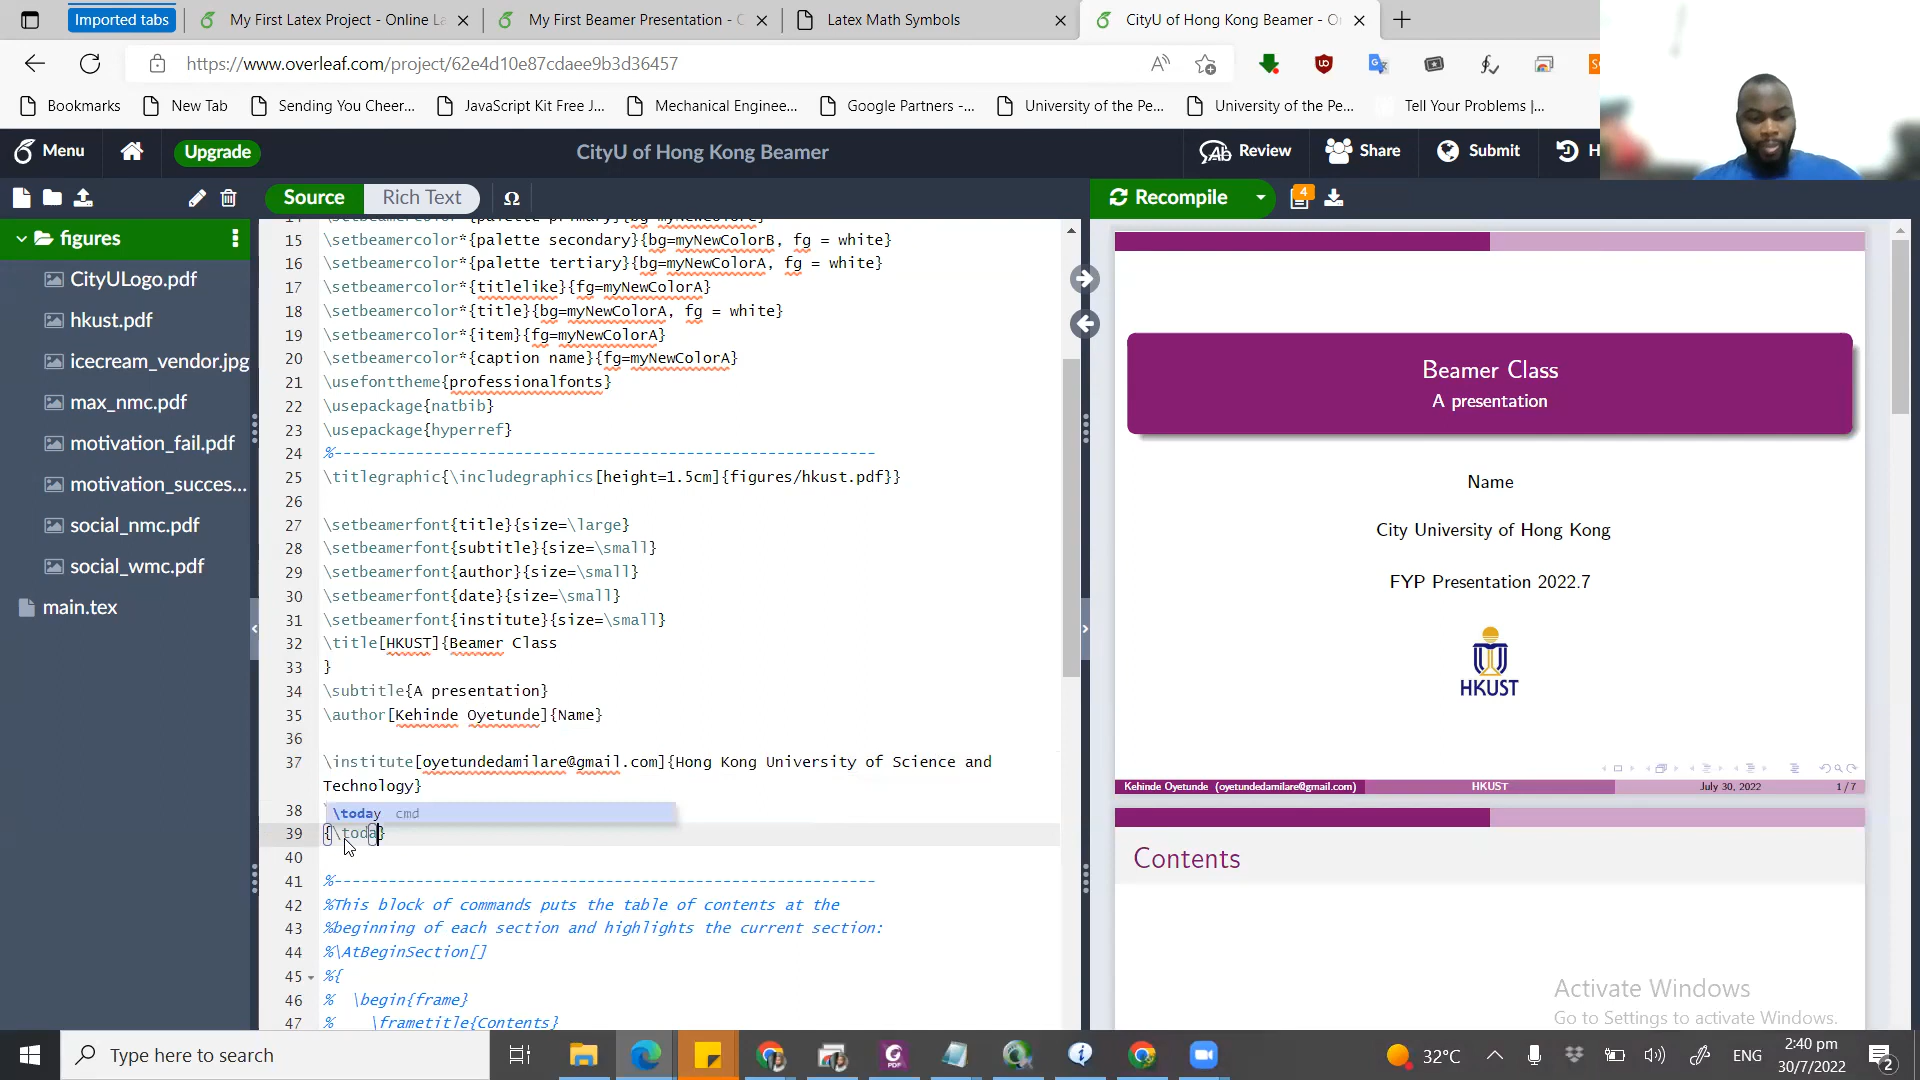 Imported tabs
My First Latex Project - Online La
My First Beamer Presentation - O
Latex Math Symbols
CityU of Hong Kong Beamer - On
https://www.overleaf.com/project/62e4d10e87cdaee9b3d36457
Bookmarks
New Tab
Sending You Cheer...
JavaScript Kit Free J...
Mechanical Enginee...
Google Partners -...
University of the Pe...
University of the Pe...
Tell Your Problems |...
Menu
Upgrade
CityU of Hong Kong Beamer
Review
Share
Submit
H
Source
Rich Text
Ω
Recompile
4
figures
CityULogo.pdf
hkust.pdf
icecream_vendor.jpg
max_nmc.pdf
motivation_fail.pdf
motivation_succes...
social_nmc.pdf
social_wmc.pdf
main.tex
15 \setbeamercolor*{palette secondary}{bg=myNewColorB, fg = white}
16 \setbeamercolor*{palette tertiary}{bg=myNewColorA, fg = white}
17 \setbeamercolor*{titlelike}{fg=myNewColorA}
18 \setbeamercolor*{title}{bg=myNewColorA, fg = white}
19 \setbeamercolor*{item}{fg=myNewColorA}
20 \setbeamercolor*{caption name}{fg=myNewColorA}
21 \usefonttheme{professionalfonts}
22 \usepackage{natbib}
23 \usepackage{hyperref}
24 %------------------------------------------------------------
25 \titlegraphic{\includegraphics[height=1.5cm]{figures/hkust.pdf}}
26
27 \setbeamerfont{title}{size=\large}
28 \setbeamerfont{subtitle}{size=\small}
29 \setbeamerfont{author}{size=\small}
30 \setbeamerfont{date}{size=\small}
31 \setbeamerfont{institute}{size=\small}
32 \title[HKUST]{Beamer Class
33 }
34 \subtitle{A presentation}
35 \author[Kehinde Oyetunde]{Name}
36
37 \institute[oyetundedamilare@gmail.com]{Hong Kong University of Science and
Technology}
38
\today cmd
39 {\toda}
40
41 %------------------------------------------------------------
42 %This block of commands puts the table of contents at the
43 %beginning of each section and highlights the current section:
44 %\AtBeginSection[]
45 %{
46 % \begin{frame}
47 % \frametitle{Contents}
Beamer Class
A presentation
Name
City University of Hong Kong
FYP Presentation 2022.7
HKUST
Kehinde Oyetunde (oyetundedamilare@gmail.com)
HKUST
July 30, 2022
1 / 7
Contents
Activate Windows
Go to Settings to activate Windows.
Type here to search
32°C
ENG
2:40 pm
30/7/2022
2